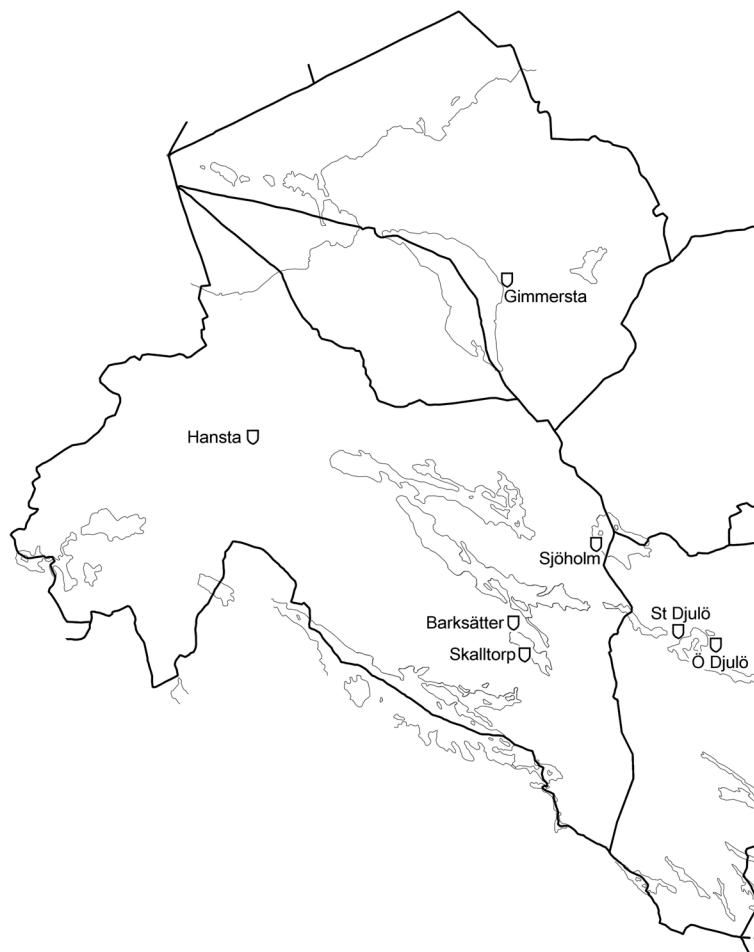 Gimmersta
Hansta
Sjöholm
St Djulö
Barksätter
Ö Djulö
Skalltorp